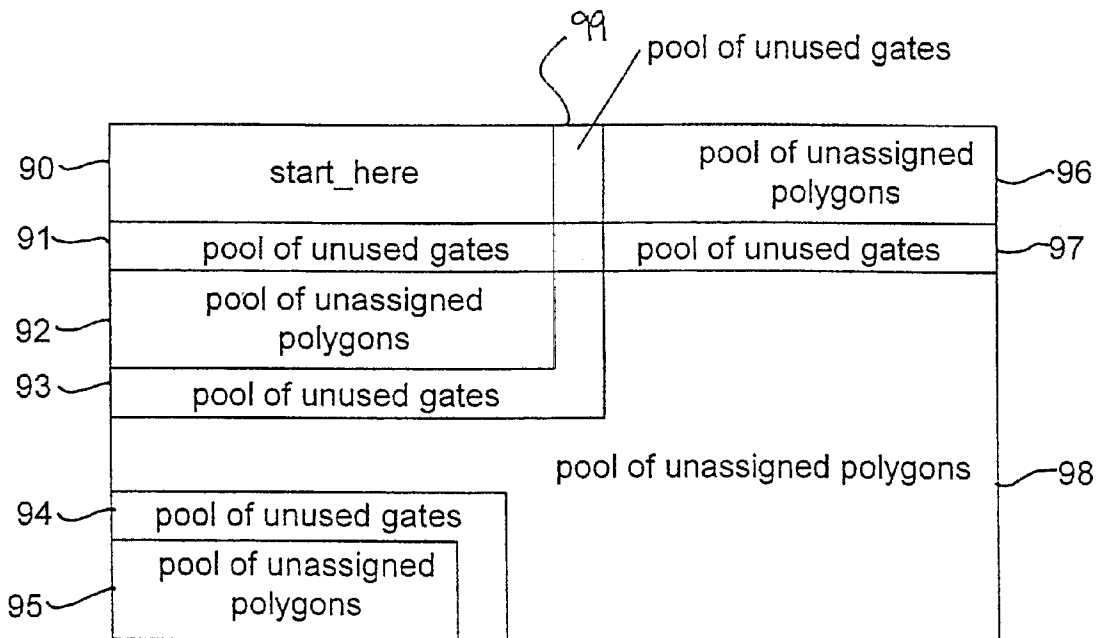 99
pool of unused gates
90
start_here
pool of unassigned
polygons
96
91
pool of unused gates
pool of unused gates
97
92
pool of unassigned
polygons
93
pool of unused gates
pool of unassigned polygons
98
94
pool of unused gates
95
pool of unassigned
polygons